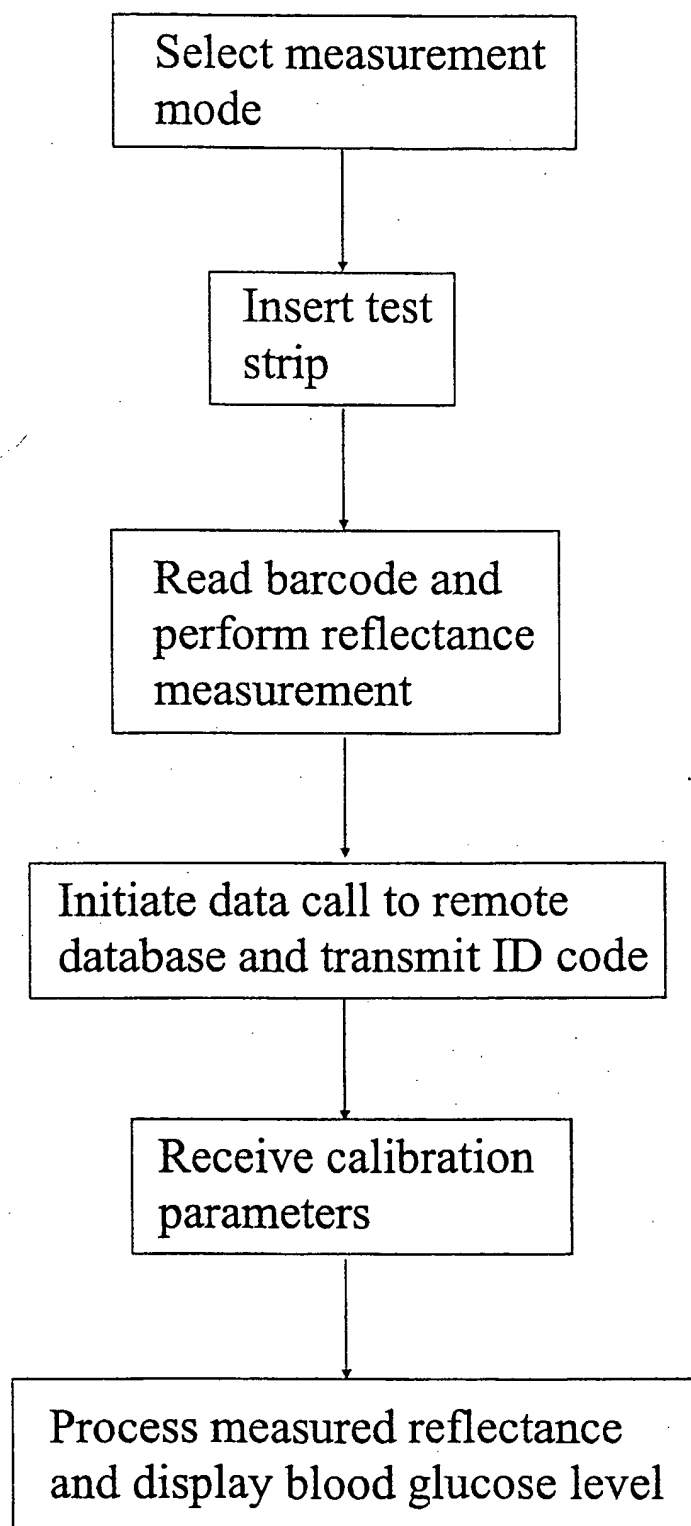 Select measurement
mode
Insert test
strip
Read barcode and
perform reflectance
measurement
Initiate data call to remote
database and transmit ID code
Receive calibration
parameters
Process measured reflectance
and display blood glucose level